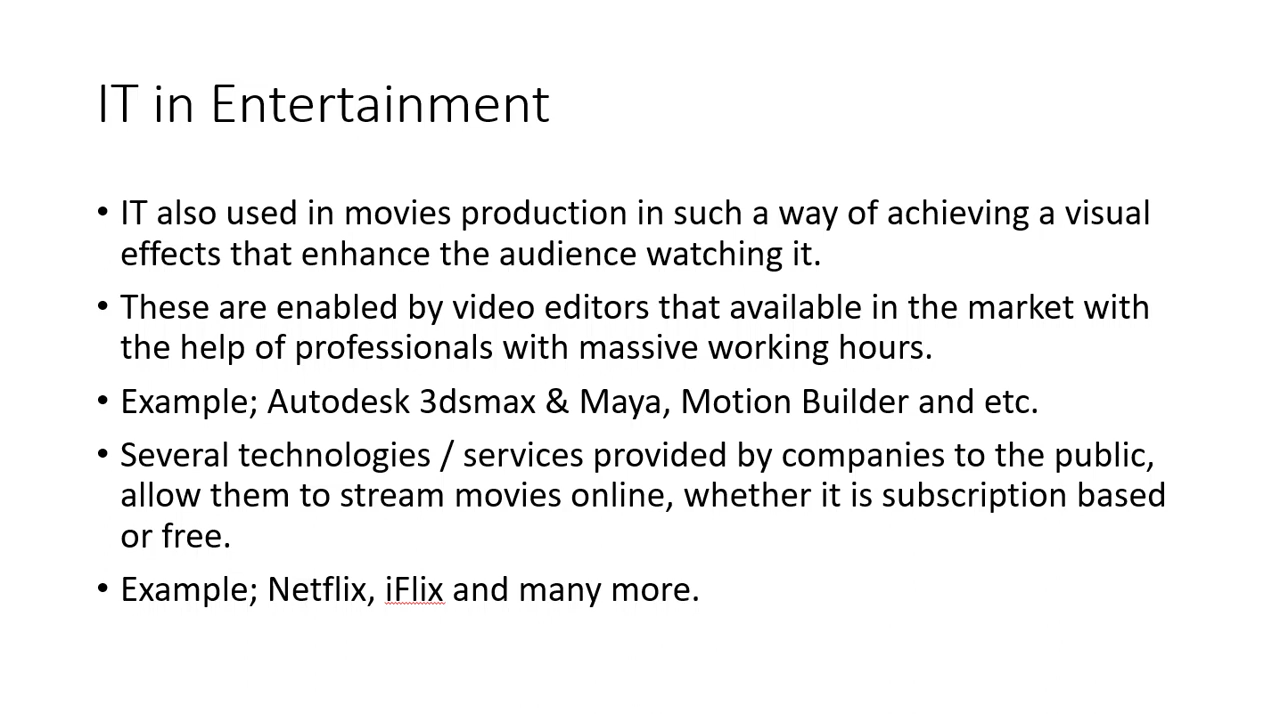 IT in Entertainment
• IT also used in movies production in such a way of achieving a visual
effects that enhance the audience watching it.
• These are enabled by video editors that available in the market with
the help of professionals with massive working hours.
• Example; Autodesk 3dsmax & Maya, Motion Builder and etc.
• Several technologies / services provided by companies to the public,
allow them to stream movies online, whether it is subscription based
or free.
• Example; Netflix, iFlix and many more.